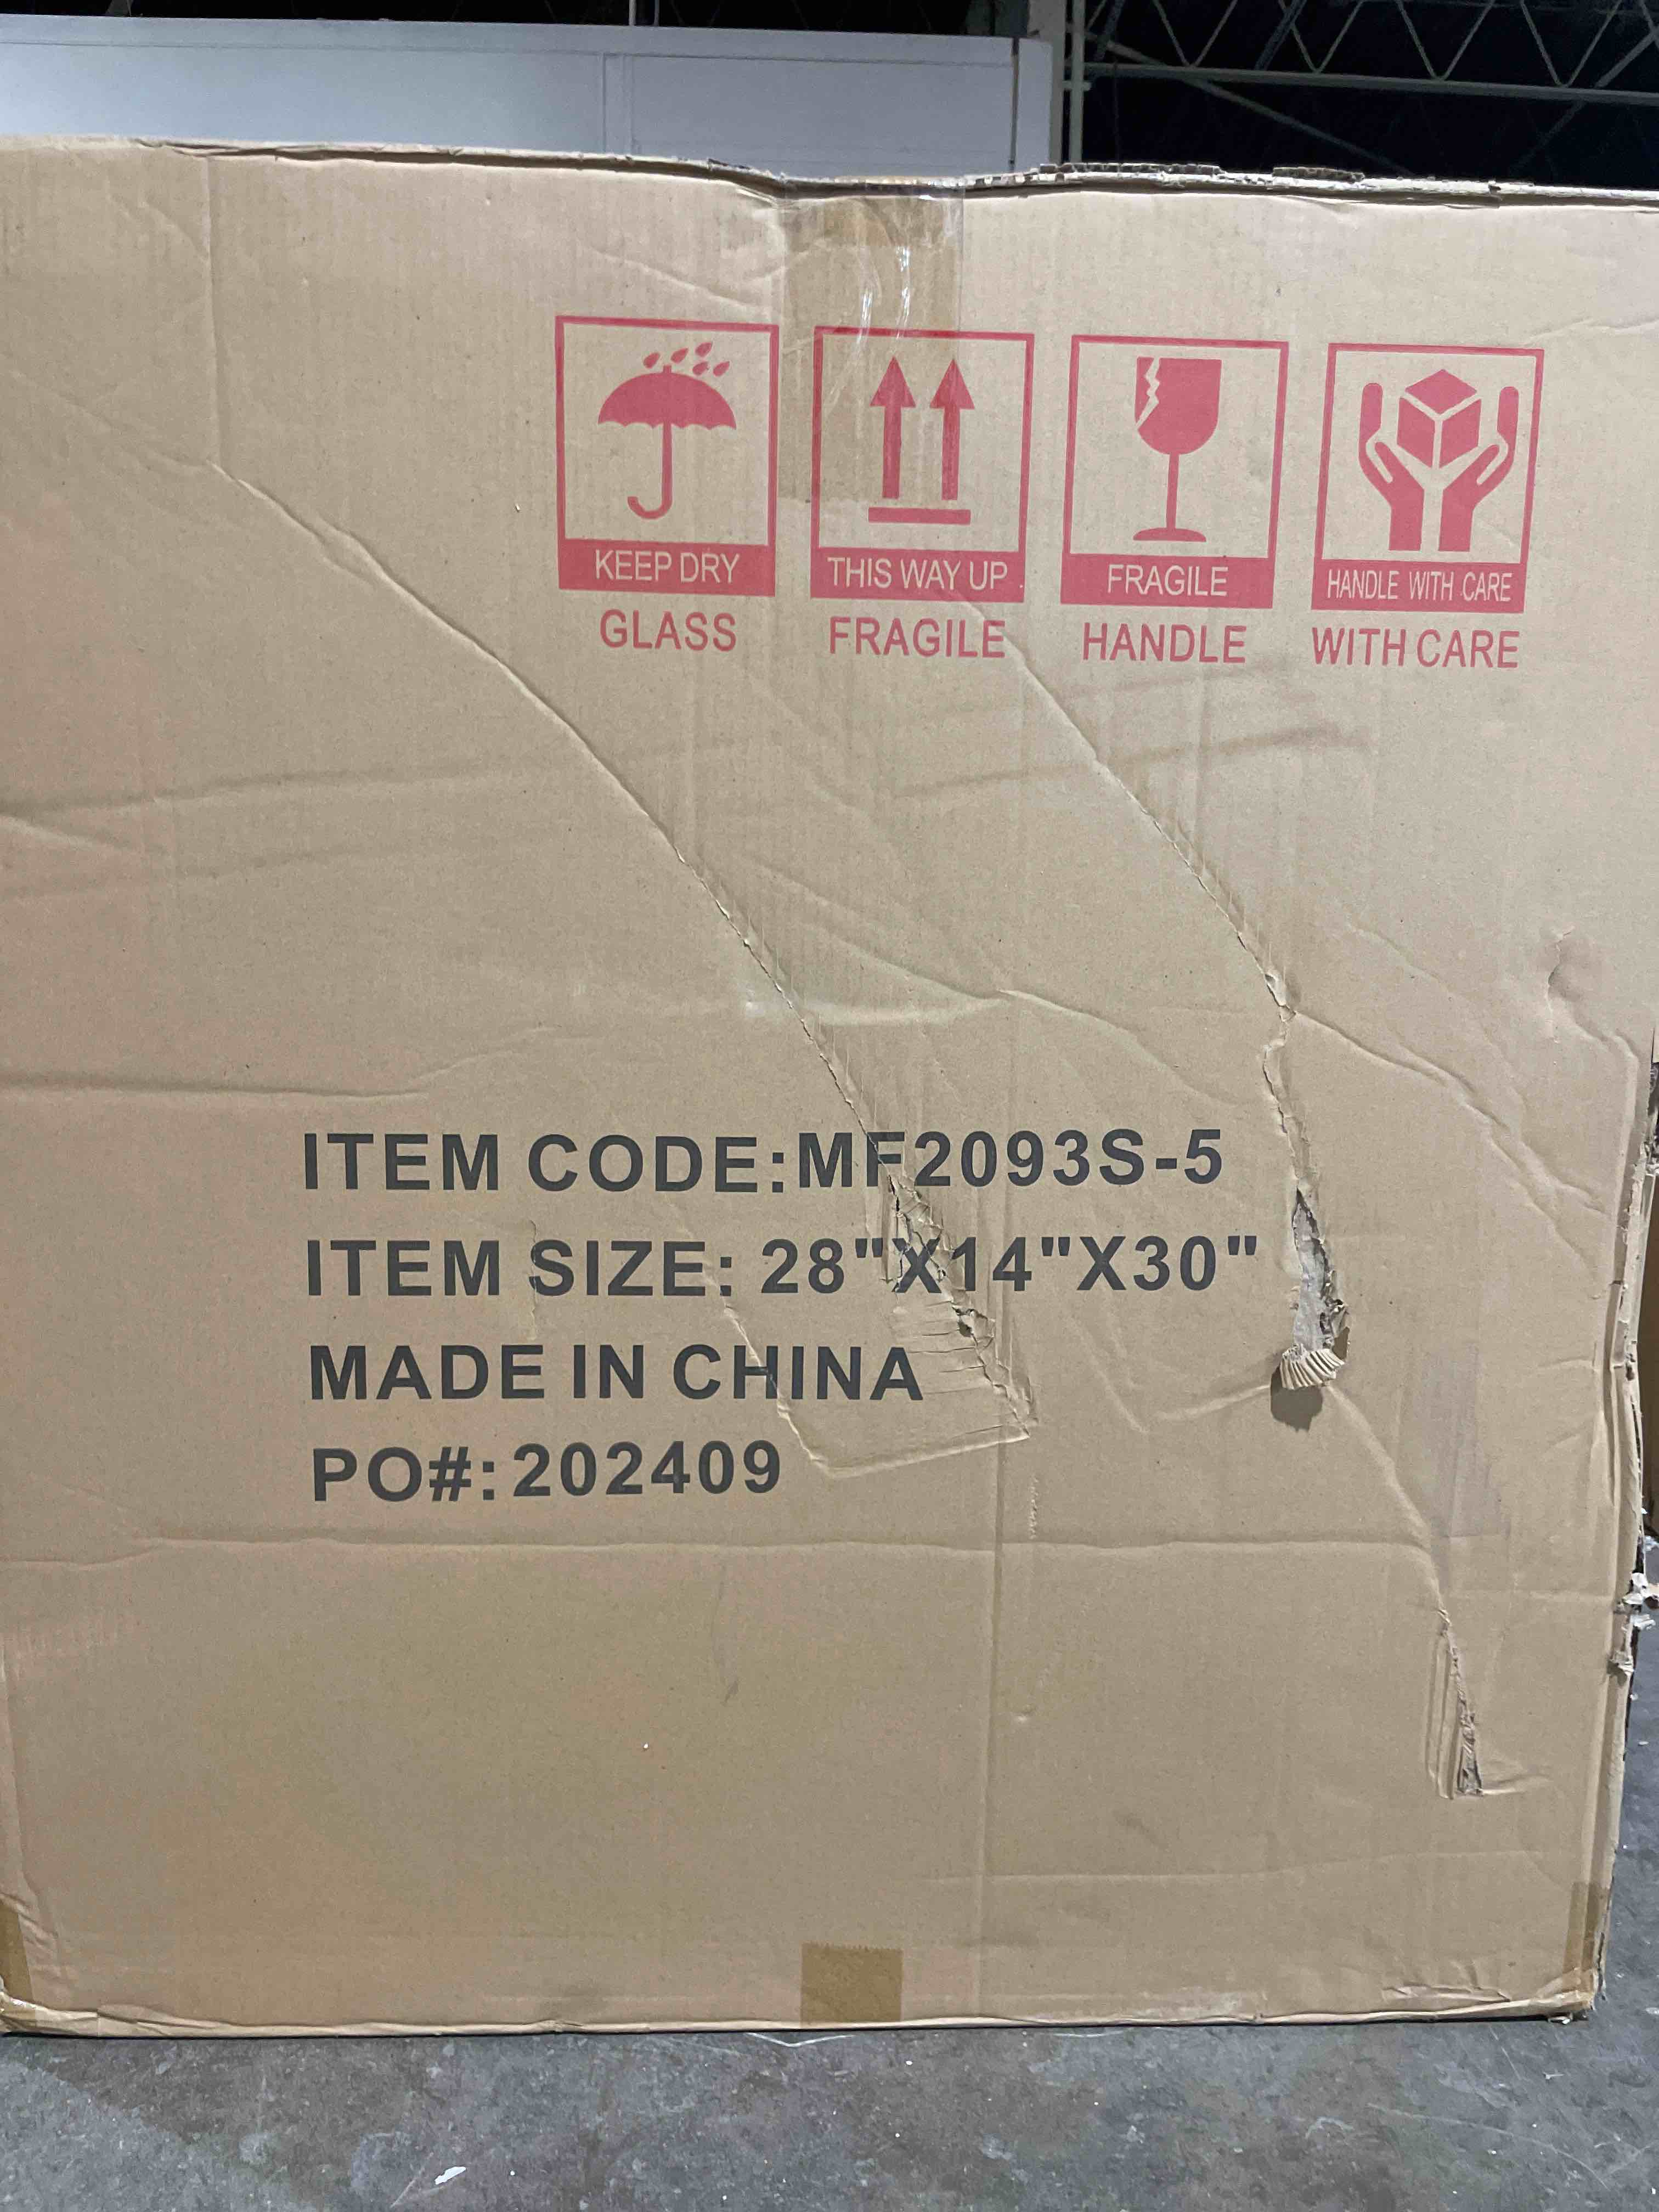 KEEP DRY THIS WAY UP FRAGILE HANDLE WITH CARE
GLASS FRAGILE HANDLE WITH CARE
ITEM CODE:MF2093S-5
ITEM SIZE: 28"X14"X30"
MADE IN CHINA
PO#:202409